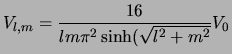 V_{l,m} = \frac{16}{lm\pi^2 \sinh(\sqrt{l^2 + m^2}} V_0